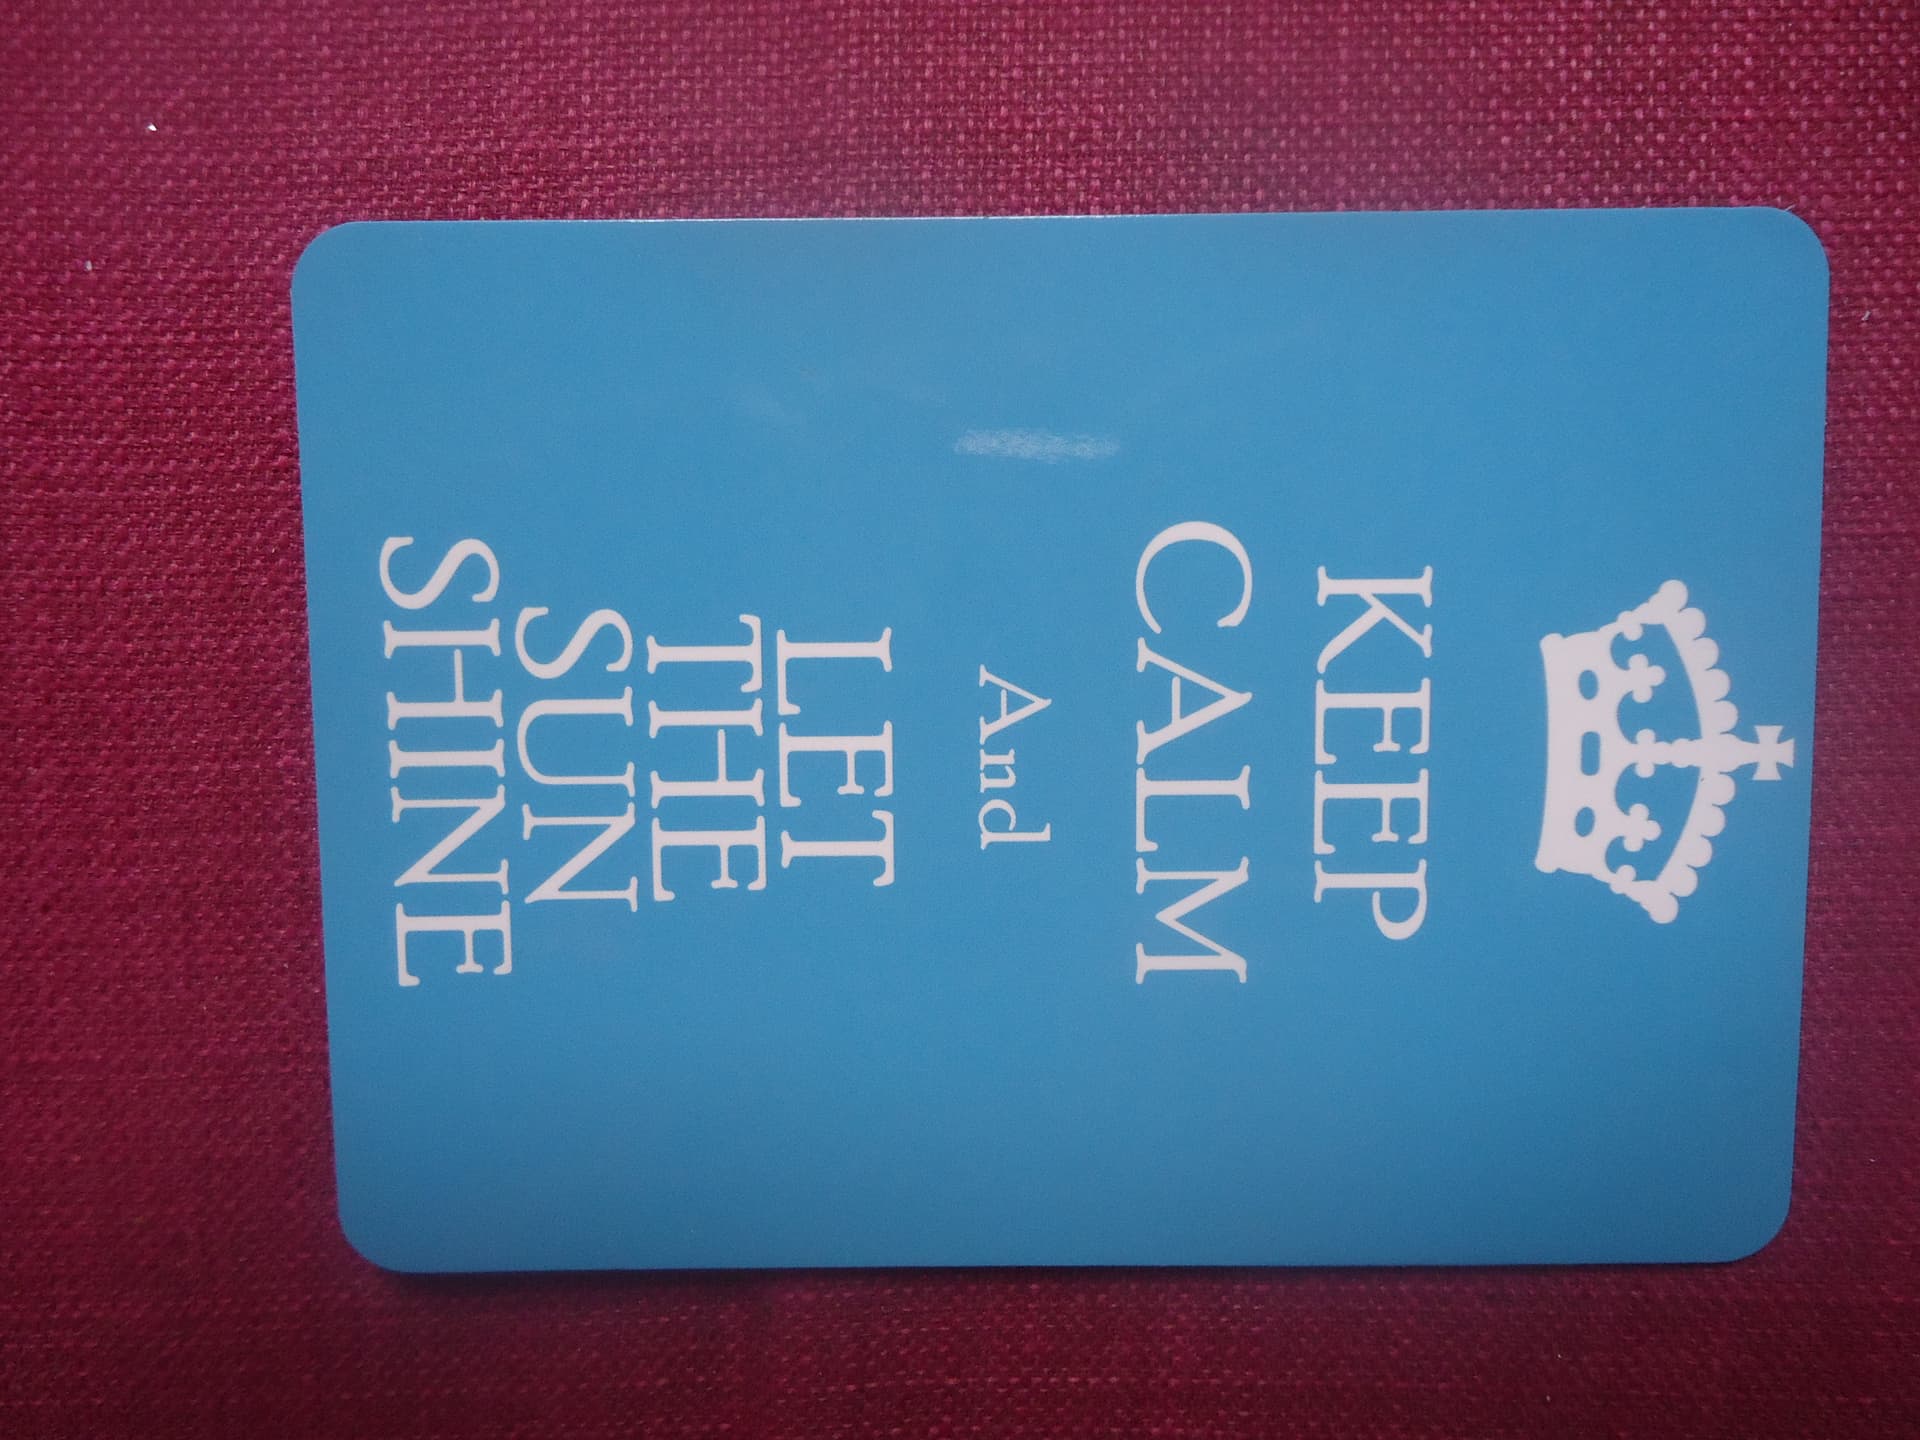 KEEP
CALM
And
LET
THE
SUN
SHINE